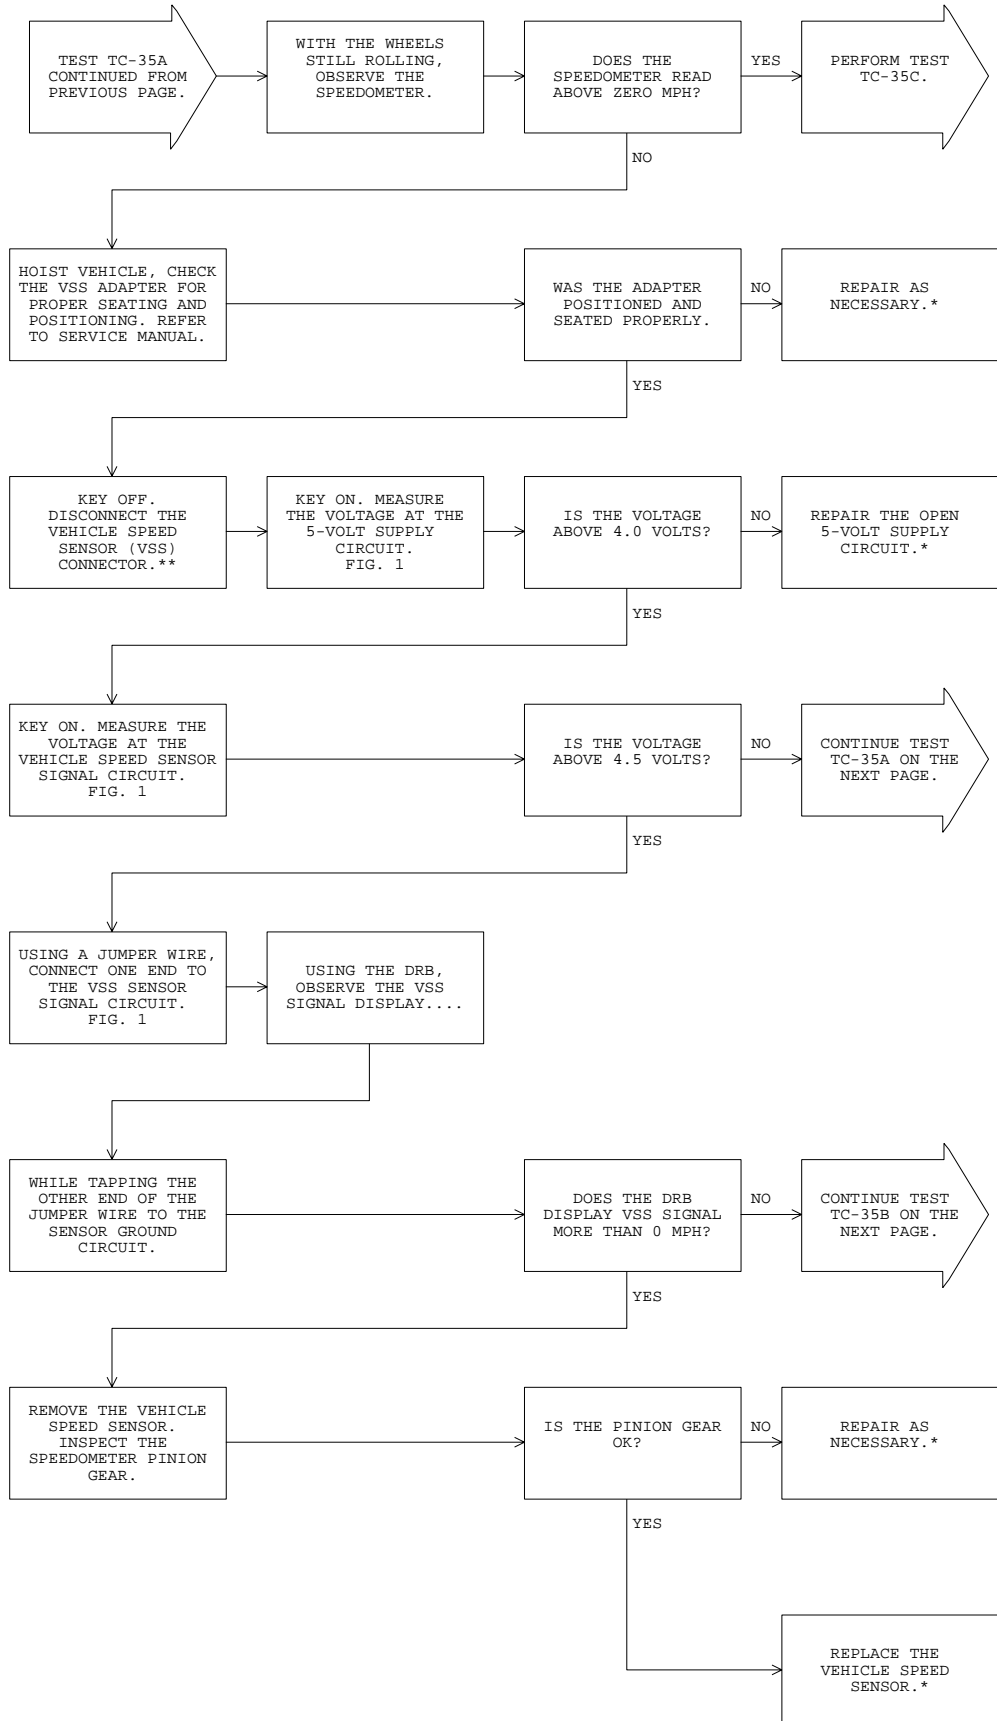 TEST TC-35A
CONTINUED FROM
PREVIOUS PAGE.
WITH THE WHEELS
STILL ROLLING,
OBSERVE THE
SPEEDOMETER.
DOES THE
SPEEDOMETER READ
ABOVE ZERO MPH?
YES
PERFORM TEST
TC-35C.
NO
HOIST VEHICLE, CHECK
THE VSS ADAPTER FOR
PROPER SEATING AND
POSITIONING. REFER
TO SERVICE MANUAL.
WAS THE ADAPTER
POSITIONED AND
SEATED PROPERLY.
NO
REPAIR AS
NECESSARY.*
YES
KEY OFF.
DISCONNECT THE
VEHICLE SPEED
SENSOR (VSS)
CONNECTOR.**
KEY ON. MEASURE
THE VOLTAGE AT THE
5-VOLT SUPPLY
CIRCUIT.
FIG. 1
IS THE VOLTAGE
ABOVE 4.0 VOLTS?
NO
REPAIR THE OPEN
5-VOLT SUPPLY
CIRCUIT.*
YES
KEY ON. MEASURE THE
VOLTAGE AT THE
VEHICLE SPEED SENSOR
SIGNAL CIRCUIT.
FIG. 1
IS THE VOLTAGE
ABOVE 4.5 VOLTS?
NO
CONTINUE TEST
TC-35A ON THE
NEXT PAGE.
YES
USING A JUMPER WIRE,
CONNECT ONE END TO
THE VSS SENSOR
SIGNAL CIRCUIT.
FIG. 1
USING THE DRB,
OBSERVE THE VSS
SIGNAL DISPLAY....
WHILE TAPPING THE
OTHER END OF THE
JUMPER WIRE TO THE
SENSOR GROUND
CIRCUIT.
DOES THE DRB
DISPLAY VSS SIGNAL
MORE THAN 0 MPH?
NO
CONTINUE TEST
TC-35B ON THE
NEXT PAGE.
YES
REMOVE THE VEHICLE
SPEED SENSOR.
INSPECT THE
SPEEDOMETER PINION
GEAR.
IS THE PINION GEAR
OK?
NO
REPAIR AS
NECESSARY.*
YES
REPLACE THE
VEHICLE SPEED
SENSOR.*